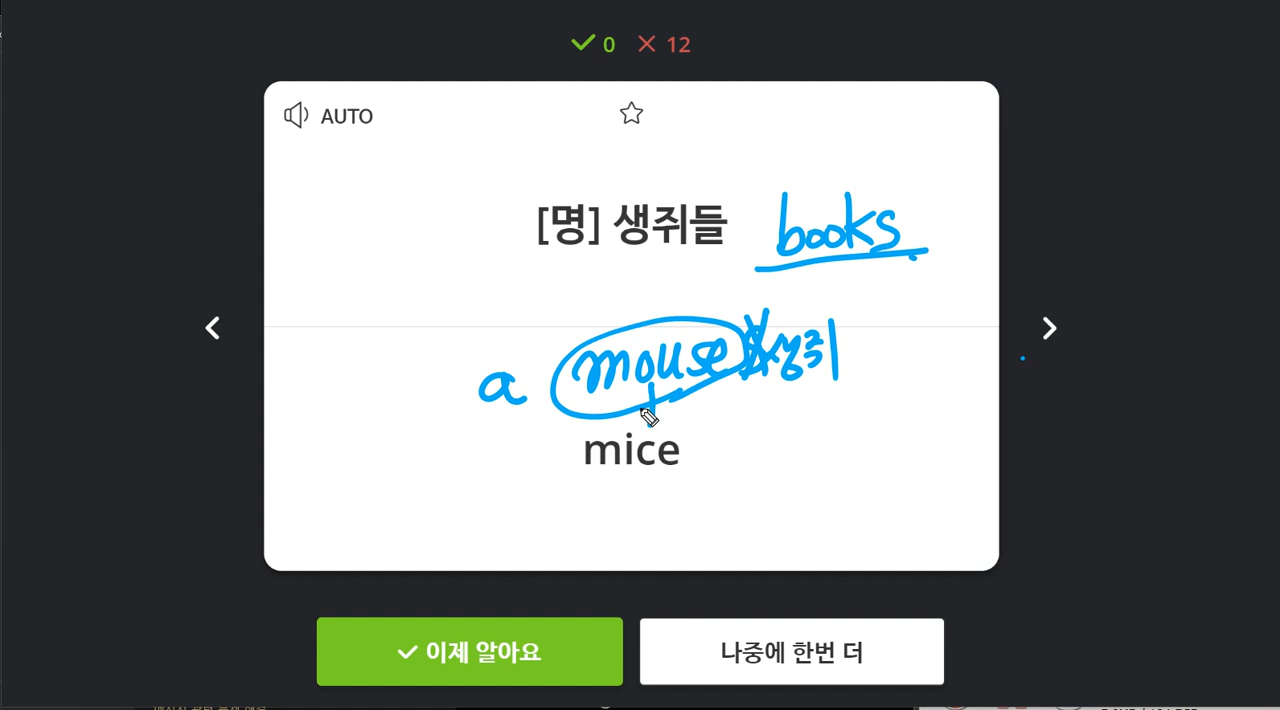 0 12
AUTO
[명] 생쥐들 books
a mouse 생쥐
mice
이제 알아요 나중에 한번 더